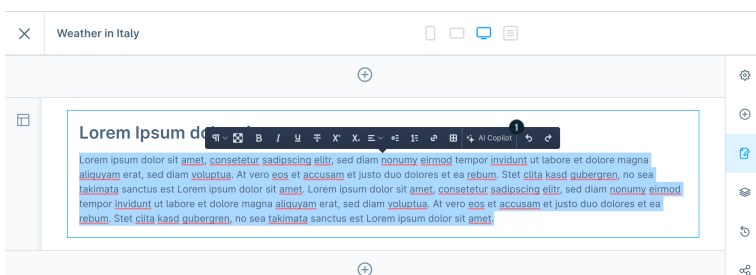 Weather in Italy
Lorem Ipsum do
B I U T X² X₂ AI Copilot 1
Lorem ipsum dolor sit amet, consetetur sadipscing elitr, sed diam nonumy eirmod tempor invidunt ut labore et dolore magna
aliquyam erat, sed diam voluptua. At vero eos et accusam et justo duo dolores et ea rebum. Stet clita kasd gubergren, no sea
takimata sanctus est Lorem ipsum dolor sit amet. Lorem ipsum dolor sit amet, consetetur sadipscing elitr, sed diam nonumy eirmod
tempor invidunt ut labore et dolore magna aliquyam erat, sed diam voluptua. At vero eos et accusam et justo duo dolores et ea
rebum. Stet clita kasd gubergren, no sea takimata sanctus est Lorem ipsum dolor sit amet.